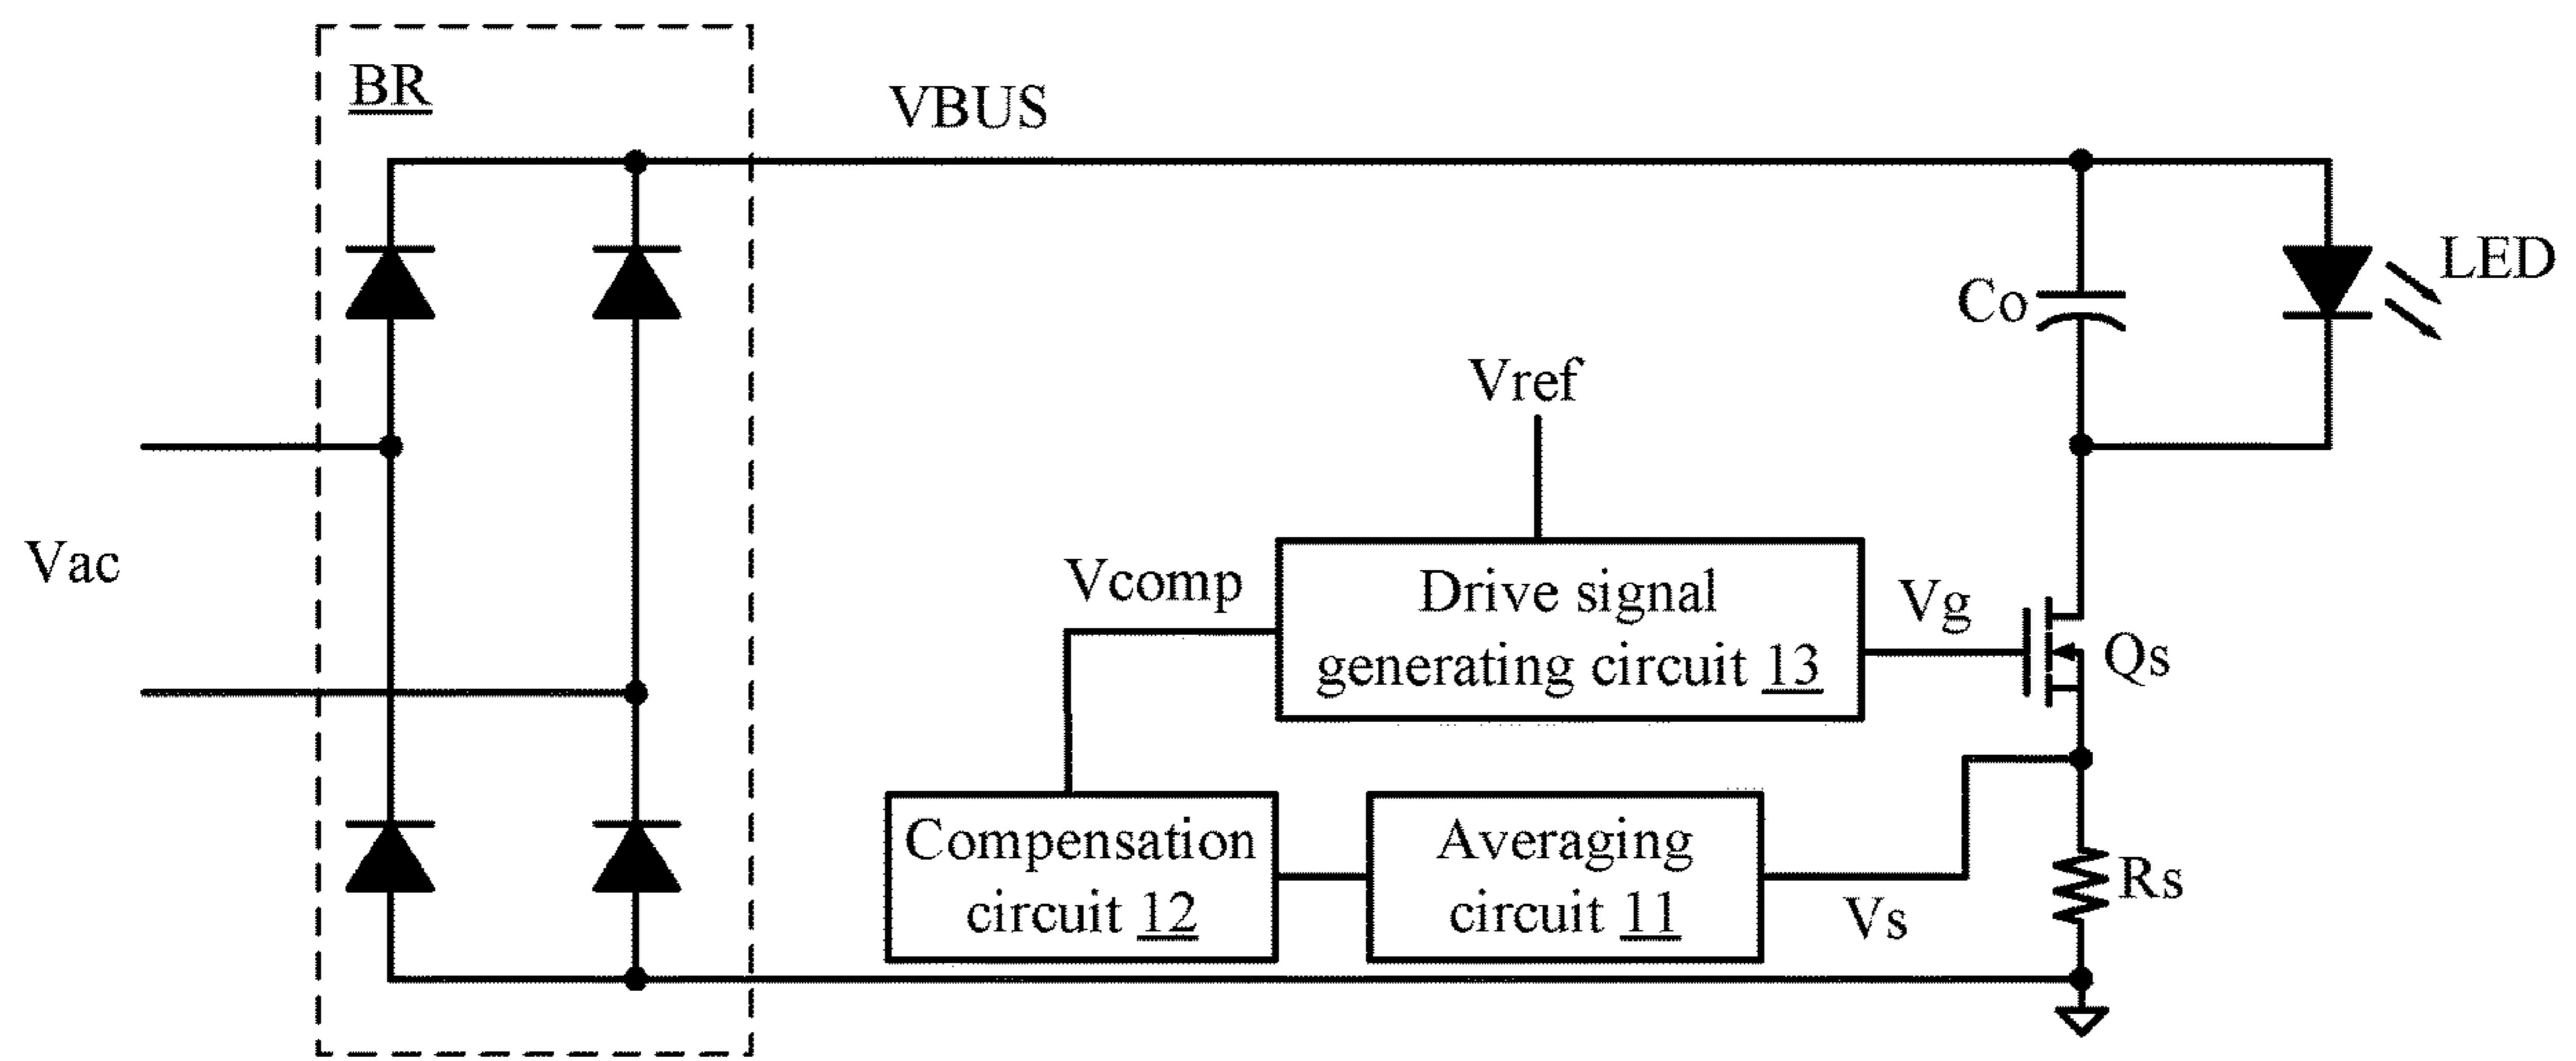 BR
VBUS
LED
Co
Vref
Vac
Vcomp
Drive signal
generating circuit 13
Vg
Qs
Compensation
circuit 12
Averaging
circuit 11
Vs
Rs